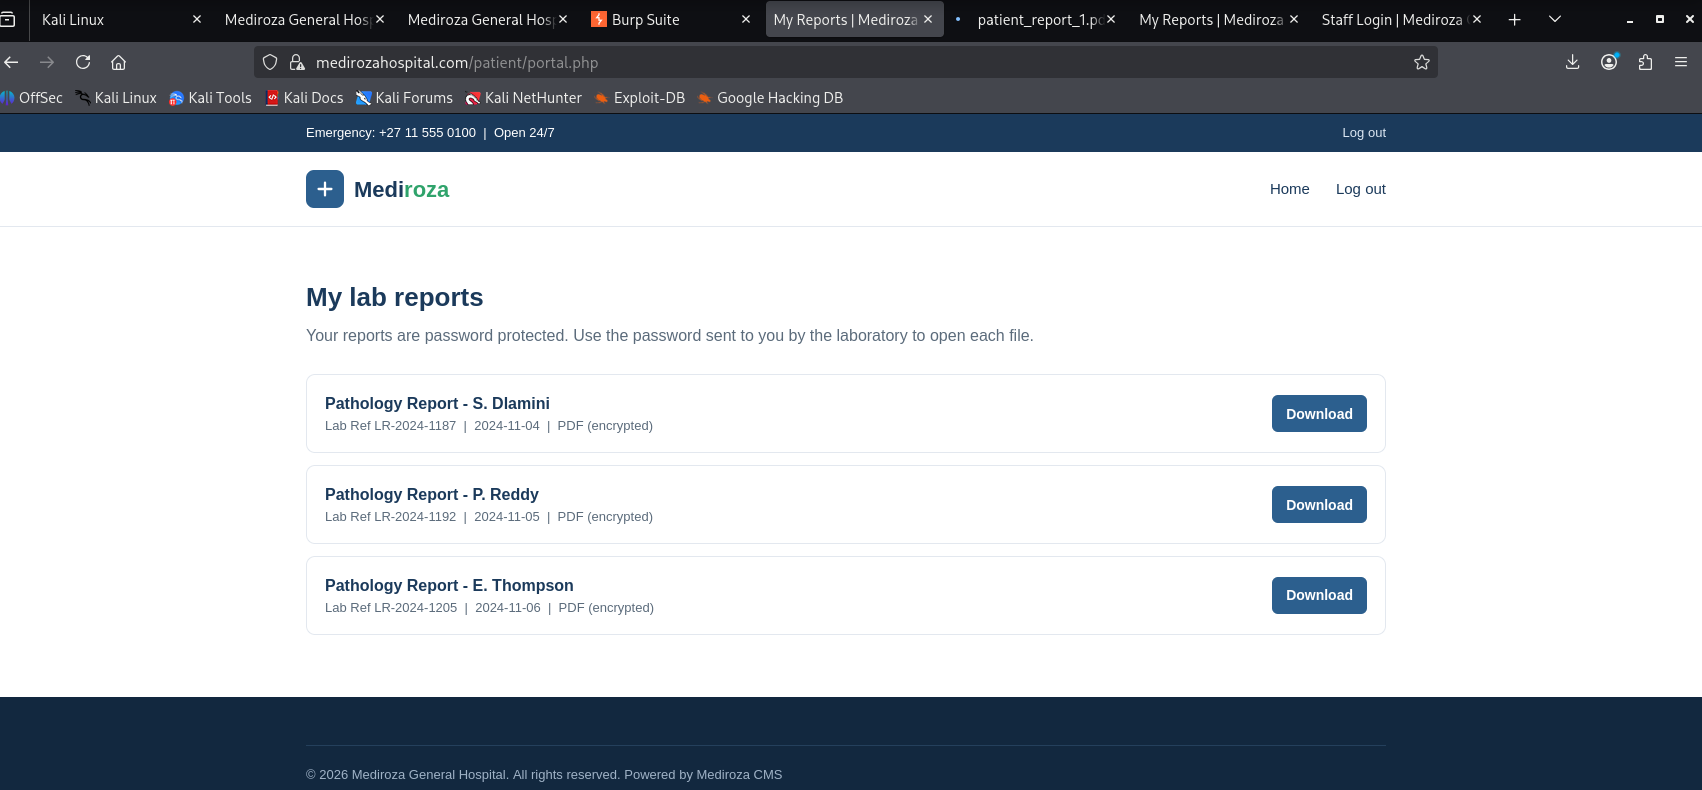 Kali Linux
Mediroza General Hosp
Mediroza General Hosp
Burp Suite
My Reports | Mediroza
patient_report_1.pd
My Reports | Mediroza
Staff Login | Mediroza
medirozahospital.com/patient/portal.php
OffSec Kali Linux Kali Tools Kali Docs Kali Forums Kali NetHunter Exploit-DB Google Hacking DB
Emergency: +27 11 555 0100 | Open 24/7
Log out
Mediroza
Home Log out
My lab reports
Your reports are password protected. Use the password sent to you by the laboratory to open each file.
Pathology Report - S. Dlamini
Lab Ref LR-2024-1187 | 2024-11-04 | PDF (encrypted)
Download
Pathology Report - P. Reddy
Lab Ref LR-2024-1192 | 2024-11-05 | PDF (encrypted)
Download
Pathology Report - E. Thompson
Lab Ref LR-2024-1205 | 2024-11-06 | PDF (encrypted)
Download
© 2026 Mediroza General Hospital. All rights reserved. Powered by Mediroza CMS